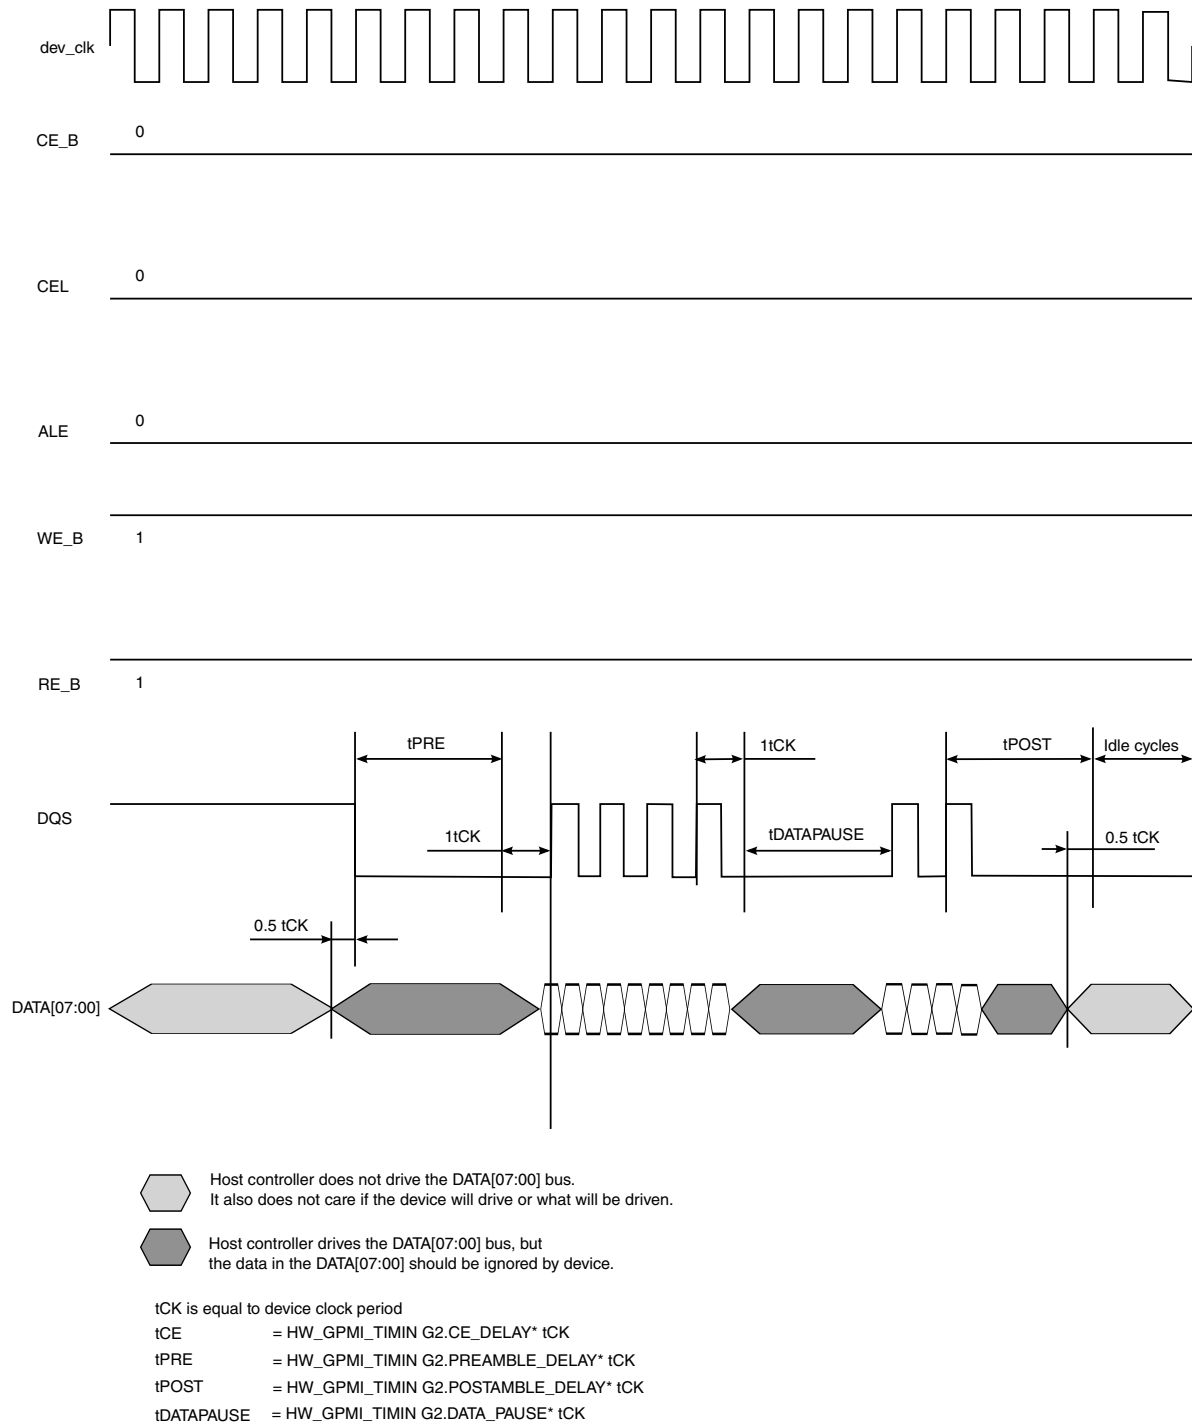 dev_clk
CE_B
0
CEL
0
ALE
0
WE_B
1
RE_B
1
tPRE
1tCK
tPOST
Idle cycles
DQS
1tCK
tDATAPAUSE
0.5 tCK
0.5 tCK
DATA[07:00]
Host controller does not drive the DATA[07:00] bus.
It also does not care if the device will drive or what will be driven.
Host controller drives the DATA[07:00] bus, but
the data in the DATA[07:00] should be ignored by device.
tCK is equal to device clock period
tCE = HW_GPMI_TIMIN G2.CE_DELAY* tCK
tPRE = HW_GPMI_TIMIN G2.PREAMBLE_DELAY* tCK
tPOST = HW_GPMI_TIMIN G2.POSTAMBLE_DELAY* tCK
tDATAPAUSE = HW_GPMI_TIMIN G2.DATA_PAUSE* tCK